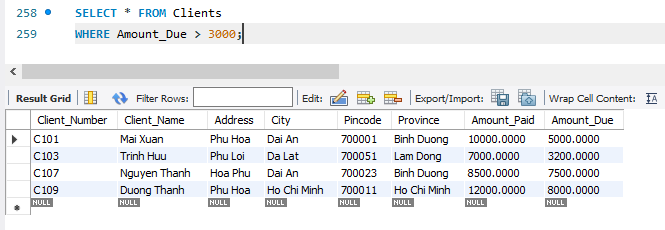 258 SELECT * FROM Clients
259 WHERE Amount_Due > 3000;
Result Grid Filter Rows: Edit: Export/Import: Wrap Cell Content:
Client_Number Client_Name Address City Pincode Province Amount_Paid Amount_Due
C101 Mai Xuan Phu Hoa Dai An 700001 Binh Duong 10000.0000 5000.0000
C103 Trinh Huu Phu Loi Da Lat 700051 Lam Dong 7000.0000 3200.0000
C107 Nguyen Thanh Hoa Phu Dai An 700023 Binh Duong 8500.0000 7500.0000
C109 Duong Thanh Phu Hoa Ho Chi Minh 700011 Ho Chi Minh 12000.0000 8000.0000
NULL NULL NULL NULL NULL NULL NULL NULL